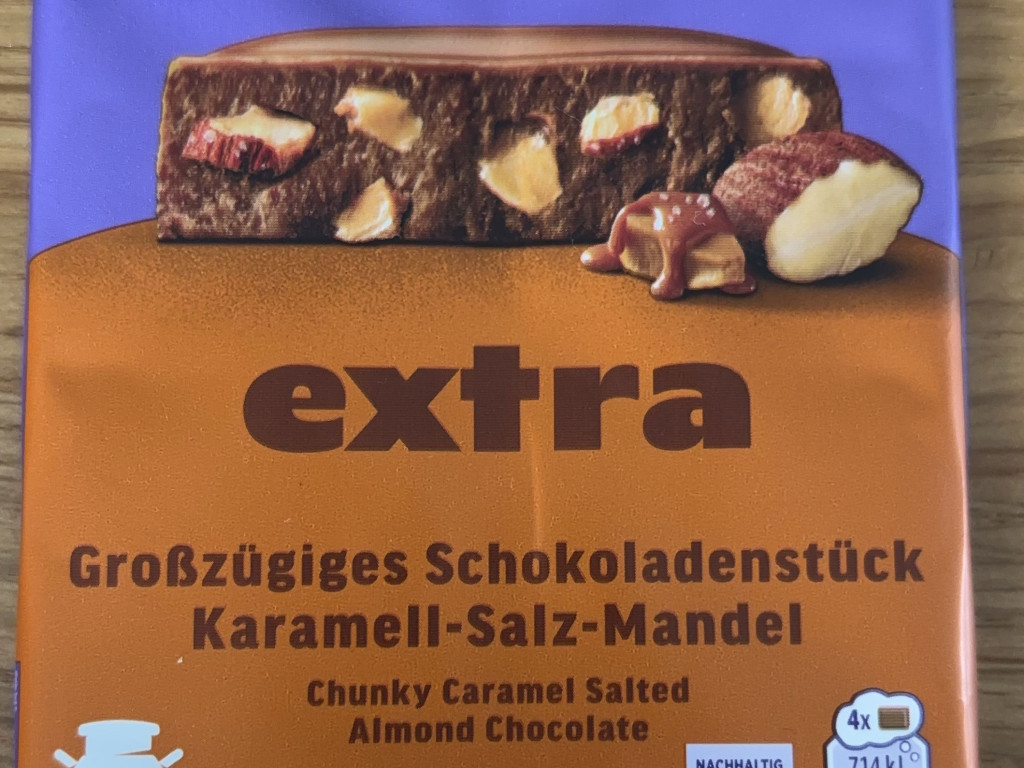 extra
Großzügiges Schokoladenstück
Karamell-Salz-Mandel
Chunky Caramel Salted
Almond Chocolate
4x
NACHHALTIG
714 kJ